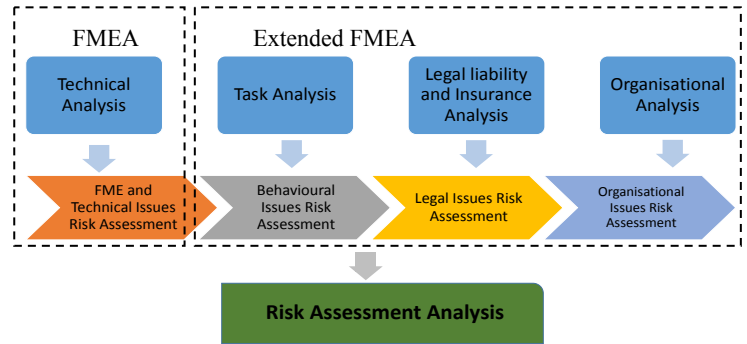 FMEA
Extended FMEA
Technical
Analysis
Task Analysis
Legal liability
and Insurance
Analysis
Organisational
Analysis
FME and
Technical Issues
Risk Assessment
Behavioural
Issues Risk
Assessment
Legal Issues Risk
Assessment
Organisational
Issues Risk
Assessment
Risk Assessment Analysis